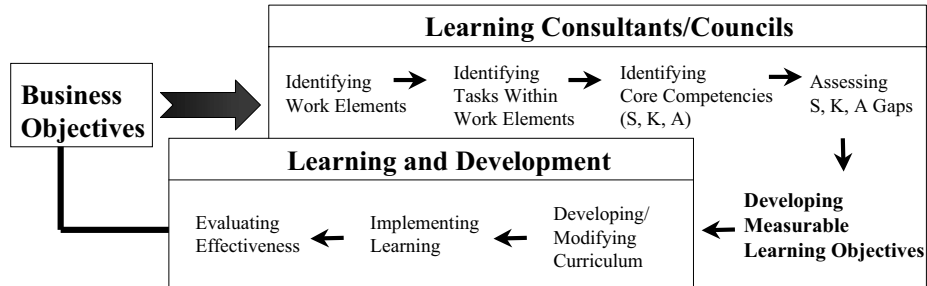 Learning Consultants/Councils
Business
Objectives
Identifying
Work Elements
Identifying
Tasks Within
Work Elements
Identifying
Core Competencies
(S, K, A)
Assessing
S, K, A Gaps
Developing
Measurable
Learning Objectives
Learning and Development
Developing/
Modifying
Curriculum
Implementing
Learning
Evaluating
Effectiveness